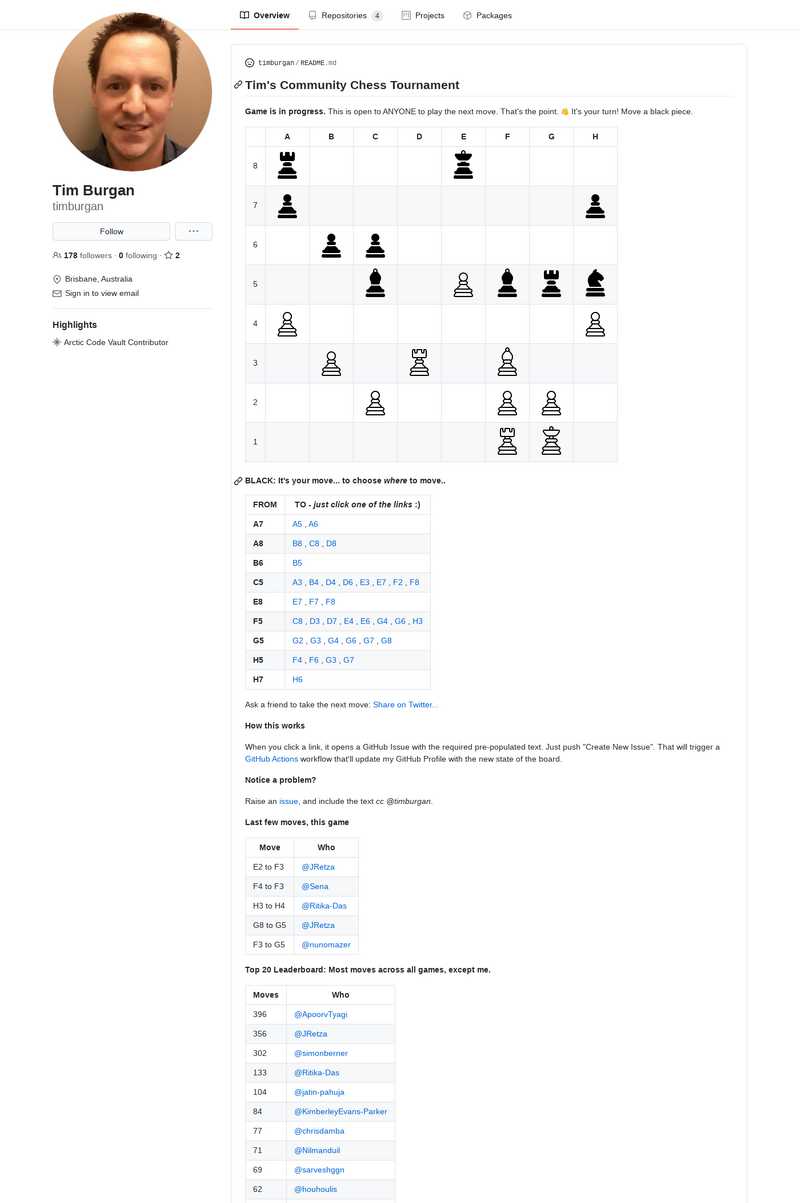 Overview Repositories 4 Projects Packages
timburgan / README.md
Tim's Community Chess Tournament
Game is in progress. This is open to ANYONE to play the next move. That's the point. 👋 It's your turn! Move a black piece.
A B C D E F G H
8
7
6
5
4
3
2
1
Tim Burgan
timburgan
Follow ...
178 followers · 0 following · 2
Brisbane, Australia
Sign in to view email
Highlights
Arctic Code Vault Contributor
BLACK: It's your move... to choose where to move..
FROM TO - just click one of the links :)
A7 A5 , A6
A8 B8 , C8 , D8
B6 B5
C5 A3 , B4 , D4 , D6 , E3 , E7 , F2 , F8
E8 E7 , F7 , F8
F5 C8 , D3 , D7 , E4 , E6 , G4 , G6 , H3
G5 G2 , G3 , G4 , G6 , G7 , G8
H5 F4 , F6 , G3 , G7
H7 H6
Ask a friend to take the next move: Share on Twitter...
How this works
When you click a link, it opens a GitHub Issue with the required pre-populated text. Just push "Create New Issue". That will trigger a
GitHub Actions workflow that'll update my GitHub Profile with the new state of the board.
Notice a problem?
Raise an issue, and include the text cc @timburgan.
Last few moves, this game
Move Who
E2 to F3 @JRetza
F4 to F3 @Sena
H3 to H4 @Ritika-Das
G8 to G5 @JRetza
F3 to G5 @nunomazer
Top 20 Leaderboard: Most moves across all games, except me.
Moves Who
396 @ApoorvTyagi
356 @JRetza
302 @simonberner
133 @Ritika-Das
104 @jatin-pahuja
84 @KimberleyEvans-Parker
77 @chrisdamba
71 @Nilmanduil
69 @sarveshggn
62 @houhoulis